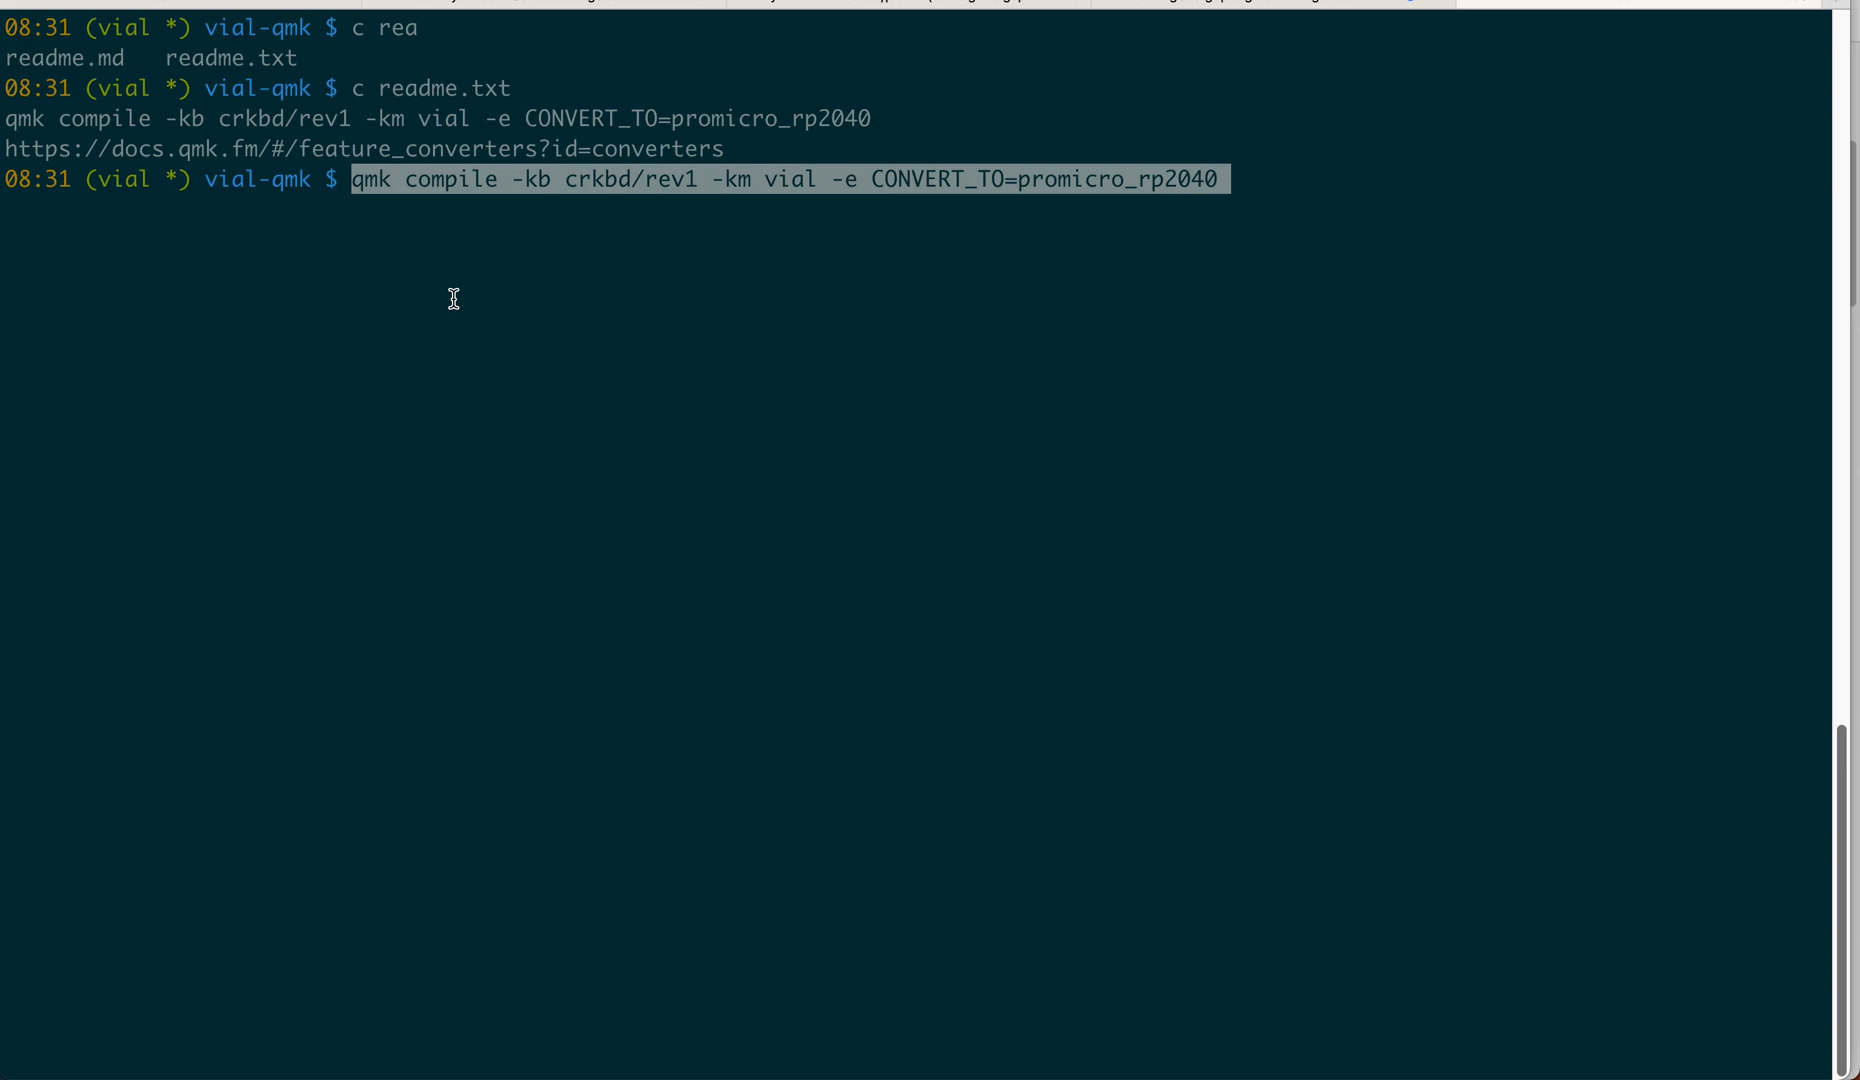 08:31 (vial *) vial-qmk $ c rea
readme.md   readme.txt
08:31 (vial *) vial-qmk $ c readme.txt
qmk compile -kb crkbd/rev1 -km vial -e CONVERT_TO=promicro_rp2040
https://docs.qmk.fm/#/feature_converters?id=converters
08:31 (vial *) vial-qmk $ qmk compile -kb crkbd/rev1 -km vial -e CONVERT_TO=promicro_rp2040